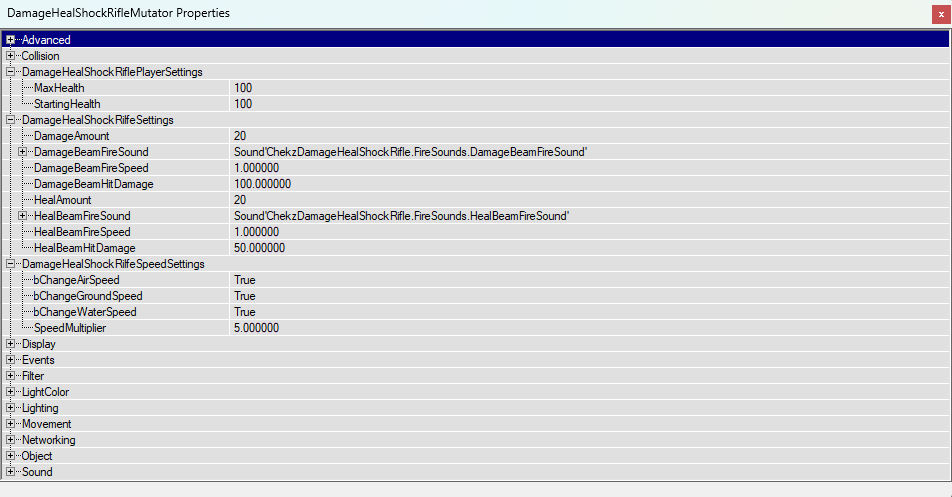 DamageHealShockRifleMutator Properties
x
Advanced
Collision
DamageHealShockRiflePlayerSettings
MaxHealth 100
StartingHealth 100
DamageHealShockRilfeSettings
DamageAmount 20
DamageBeamFireSound Sound'ChekzDamageHealShockRifle.FireSounds.DamageBeamFireSound'
DamageBeamFireSpeed 1.000000
DamageBeamHitDamage 100.000000
HealAmount 20
HealBeamFireSound Sound'ChekzDamageHealShockRifle.FireSounds.HealBeamFireSound'
HealBeamFireSpeed 1.000000
HealBeamHitDamage 50.000000
DamageHealShockRilfeSpeedSettings
bChangeAirSpeed True
bChangeGroundSpeed True
bChangeWaterSpeed True
SpeedMultiplier 5.000000
Display
Events
Filter
LightColor
Lighting
Movement
Networking
Object
Sound